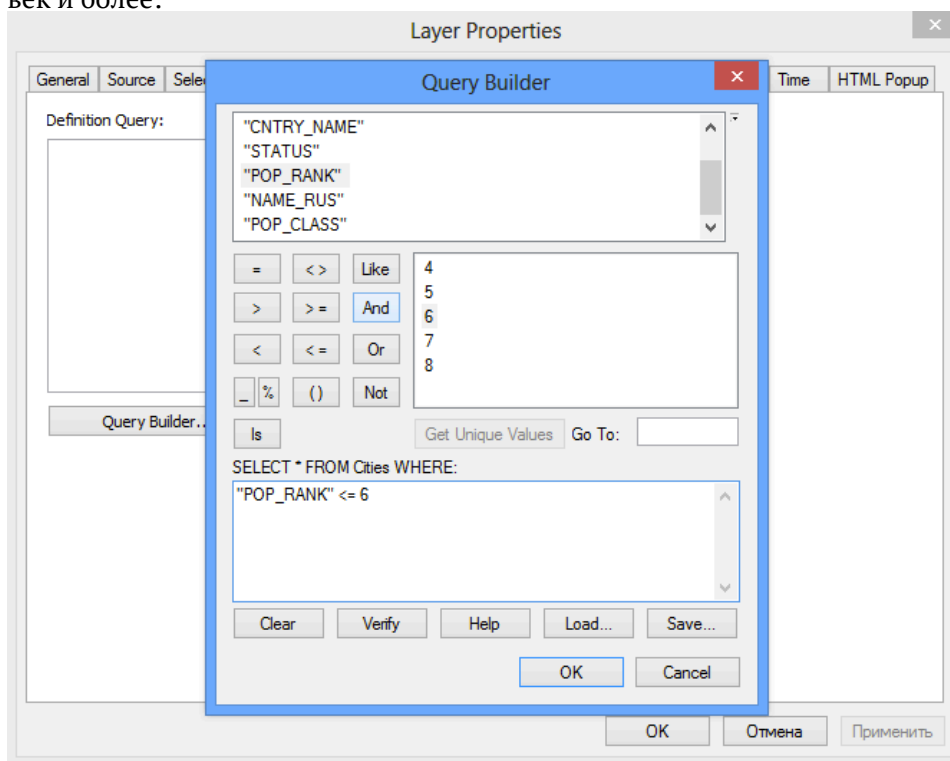 век и более.
Layer Properties
General Source Sele Time HTML Popup
Query Builder
Definition Query:
"CNTRY_NAME"
"STATUS"
"POP_RANK"
"NAME_RUS"
"POP_CLASS"
= < > Like
> > = And
< < = Or
_ % () Not
Is
4
5
6
7
8
Query Builder..
Get Unique Values Go To:
SELECT * FROM Cities WHERE:
"POP_RANK" <= 6
Clear Verify Help Load... Save...
OK Cancel
OK Отмена Применить